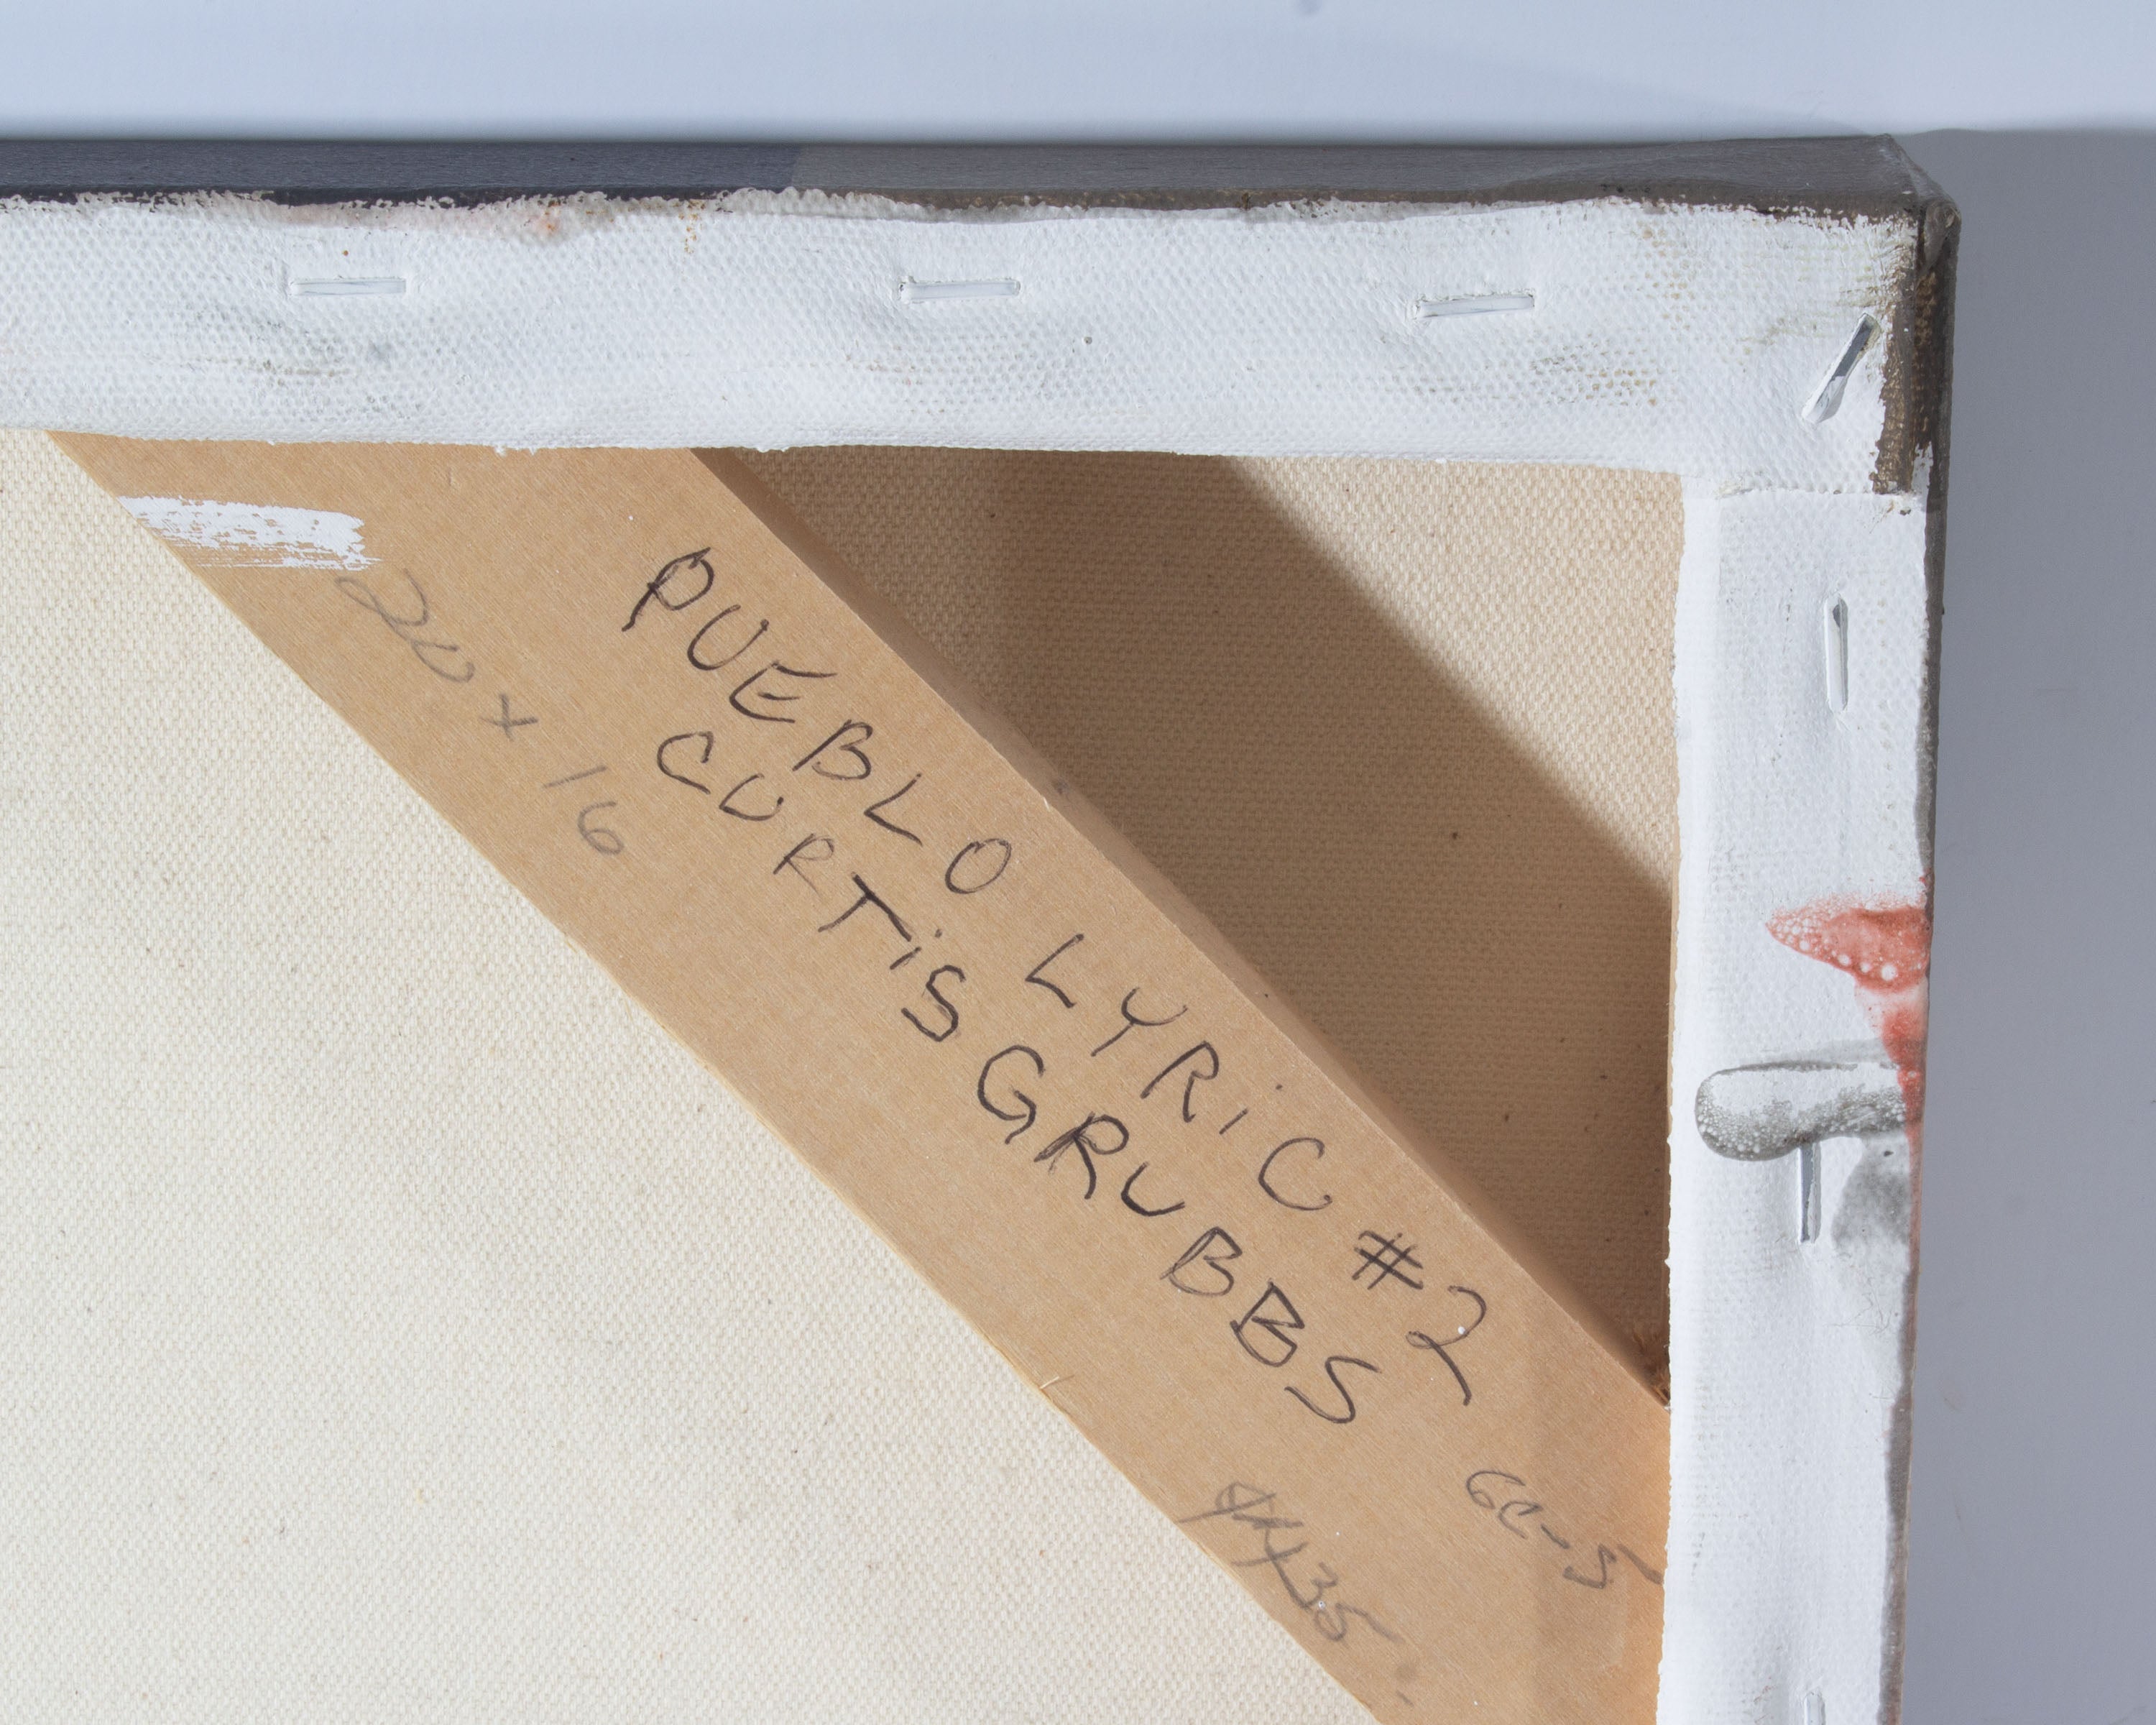 PUEBLO LYRiC #2
CURTiS GRUBBS
20 x 16